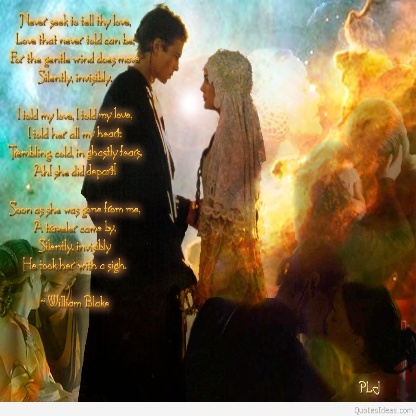 Never seek to tell thy love,
Love that never told can be;
For the gentle wind does move
Silently, invisibly.
I told my love, I told my love,
I told her all my heart;
Trembling, cold, in ghastly fears,
Ah! she did depart!
Soon as she was gone from me,
A traveler came by,
Silently, invisibly
He took her with a sigh.
~ William Blake
PLJ
QuotesIdeas.com